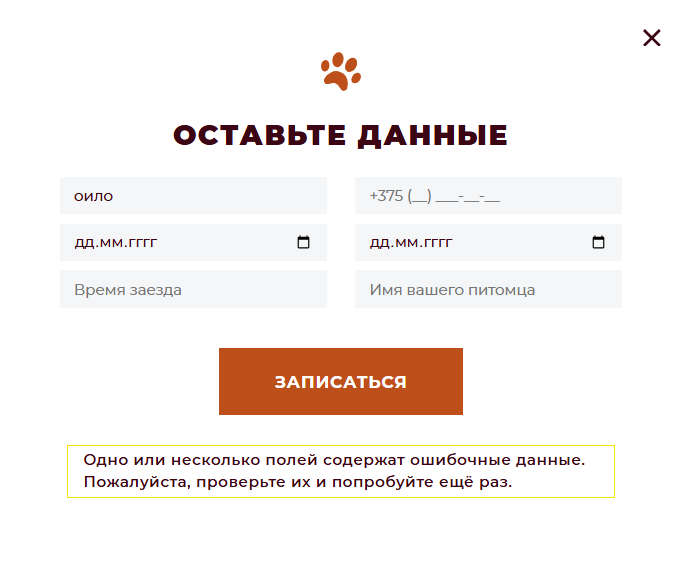 ОСТАВЬТЕ ДАННЫЕ
оило
+375 (__) ___-__-__
дд.мм.гггг
дд.мм.гггг
Время заезда
Имя вашего питомца
ЗАПИСАТЬСЯ
Одно или несколько полей содержат ошибочные данные.
Пожалуйста, проверьте их и попробуйте ещё раз.